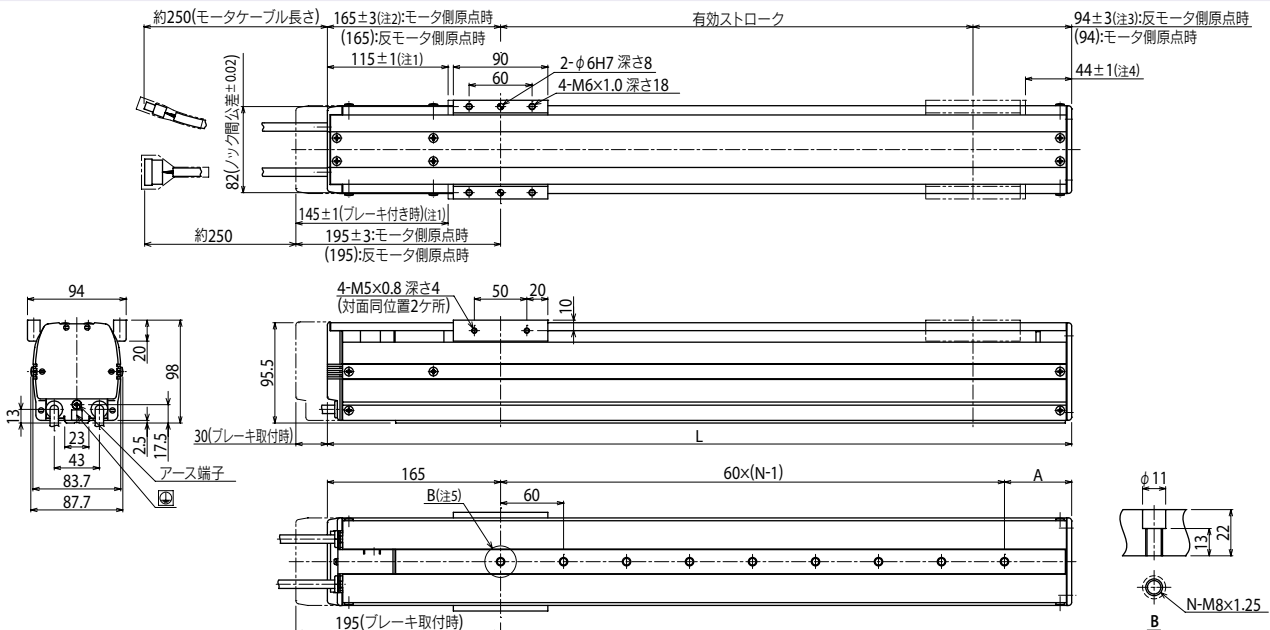 約250(モータケーブル長さ)
165±3(注2):モータ側原点時
(165):反モータ側原点時
有効ストローク
94±3(注3):反モータ側原点時
(94):モータ側原点時
115±1(注1)
90
60
2-φ6H7 深さ8
4-M6×1.0 深さ18
44±1(注4)
82(ノック間公差±0.02)
145±1(ブレーキ付き時)(注1)
約250
195±3:モータ側原点時
(195):反モータ側原点時
94
20
98
13
23
43
83.7
87.7
2.5
17.5
アース端子
4-M5×0.8 深さ4
(対面同位置2ケ所)
50
20
10
95.5
30(ブレーキ取付時)
L
165
60×(N-1)
A
B(注5)
60
195(ブレーキ取付時)
φ11
13
22
N-M8×1.25
B